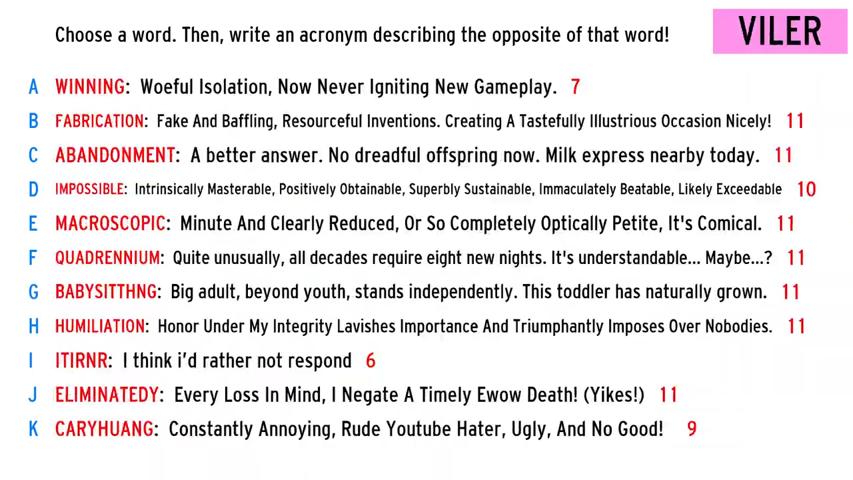 Choose a word. Then, write an acronym describing the opposite of that word!
VILER
A WINNING: Woeful Isolation, Now Never Igniting New Gameplay. 7
B FABRICATION: Fake And Baffling, Resourceful Inventions. Creating A Tastefully Illustrious Occasion Nicely! 11
C ABANDONMENT: A better answer. No dreadful offspring now. Milk express nearby today. 11
D IMPOSSIBLE: Intrinsically Masterable, Positively Obtainable, Superbly Sustainable, Immaculately Beatable, Likely Exceedable 10
E MACROSCOPIC: Minute And Clearly Reduced, Or So Completely Optically Petite, It's Comical. 11
F QUADRENNIUM: Quite unusually, all decades require eight new nights. It's understandable... Maybe...? 11
G BABYSITTHNG: Big adult, beyond youth, stands independently. This toddler has naturally grown. 11
H HUMILIATION: Honor Under My Integrity Lavishes Importance And Triumphantly Imposes Over Nobodies. 11
I ITIRNR: I think i'd rather not respond 6
J ELIMINATEDY: Every Loss In Mind, I Negate A Timely Ewow Death! (Yikes!) 11
K CARYHUANG: Constantly Annoying, Rude Youtube Hater, Ugly, And No Good! 9